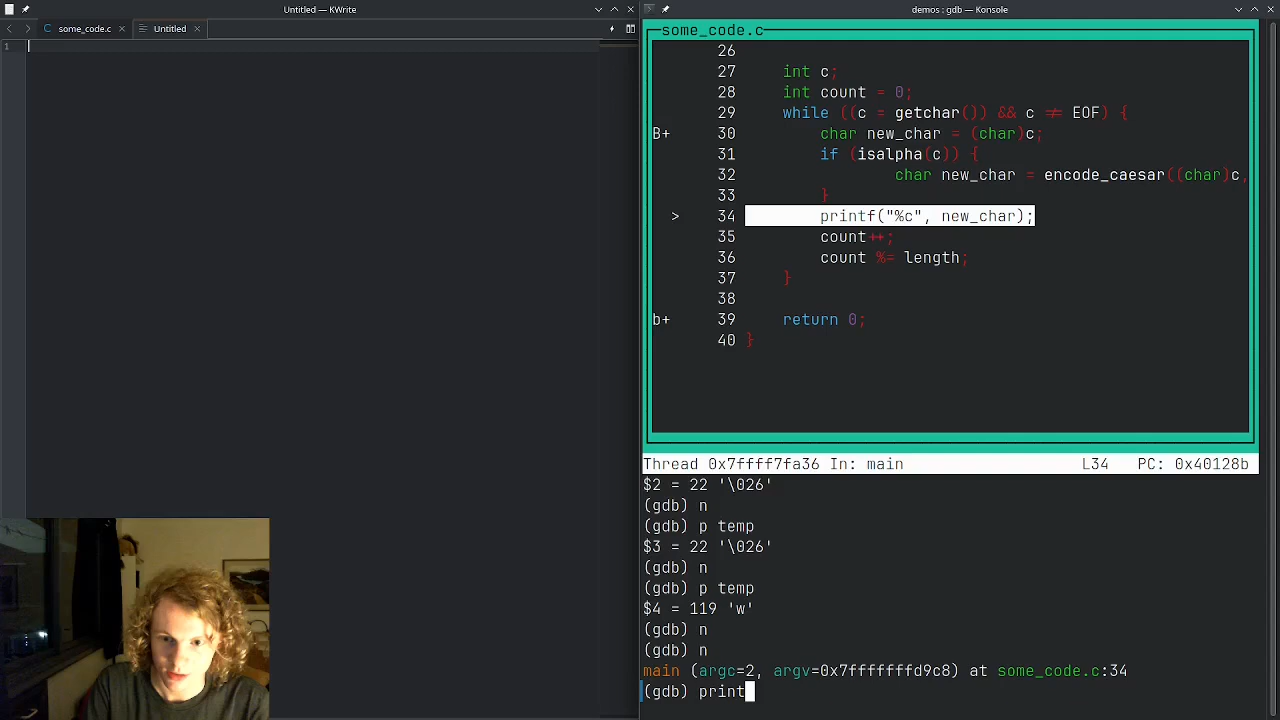 Untitled — KWrite
some_code.c
Untitled
1
demos : gdb — Konsole
some_code.c
26
27 int c;
28 int count = 0;
29 while ((c = getchar()) && c ≠ EOF) {
B+ 30 char new_char = (char)c;
31 if (isalpha(c)) {
32 char new_char = encode_caesar((char)c,
33 }
> 34 printf("%c", new_char);
35 count++;
36 count %= length;
37 }
38
b+ 39 return 0;
40 }
Thread 0x7ffff7fa36 In: main L34 PC: 0x40128b
$2 = 22 '\026'
(gdb) n
(gdb) p temp
$3 = 22 '\026'
(gdb) n
(gdb) p temp
$4 = 119 'w'
(gdb) n
(gdb) n
main (argc=2, argv=0x7fffffffd9c8) at some_code.c:34
(gdb) print